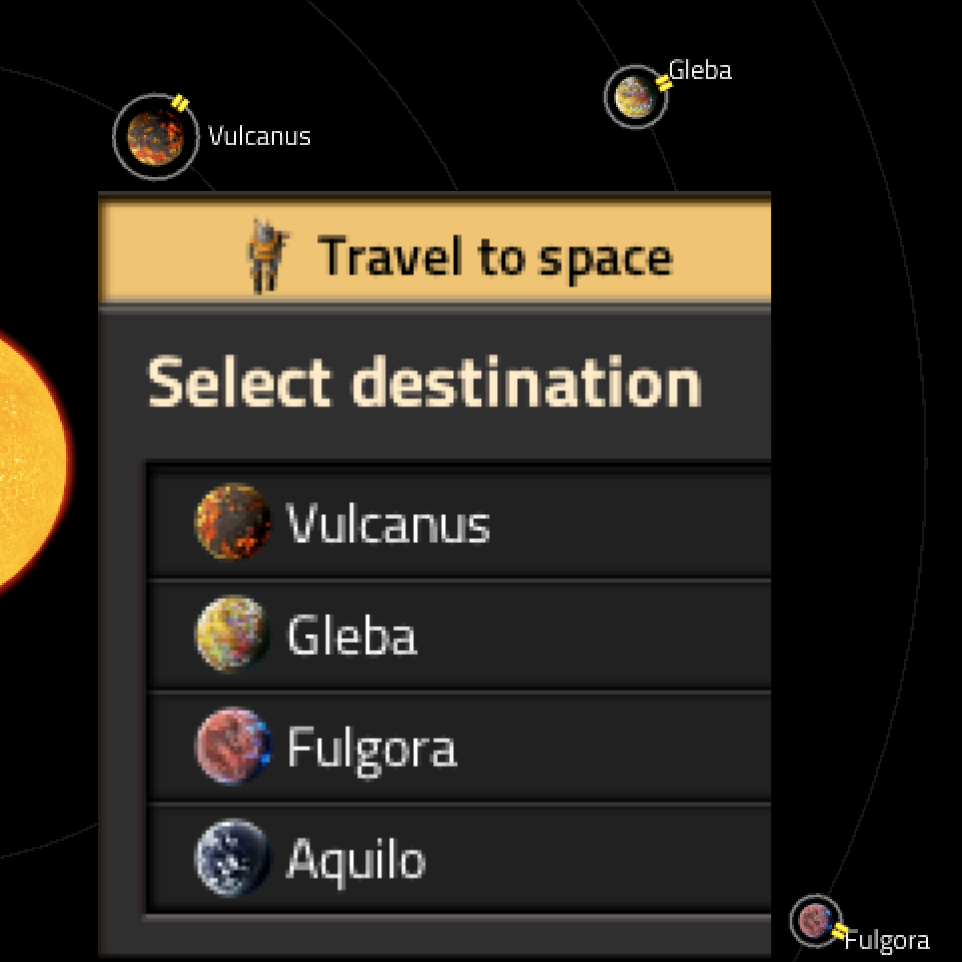 Gleba
Vulcanus
Travel to space
Select destination
Vulcanus
Gleba
Fulgora
Aquilo
Fulgora